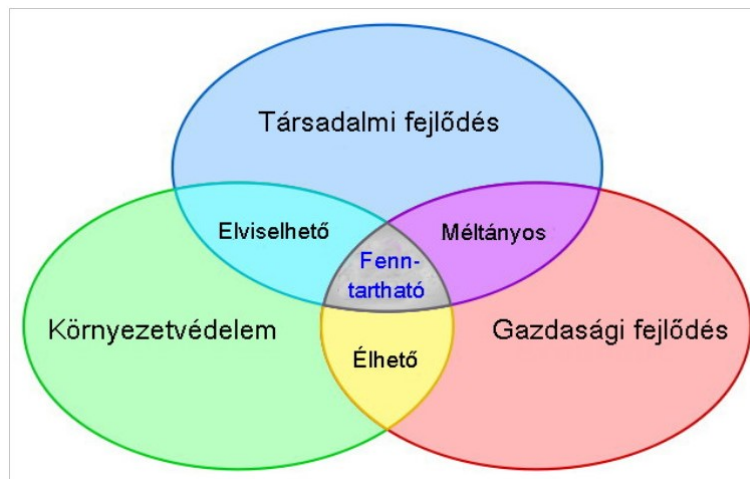 Társadalmi fejlődés
Elviselhető
Méltányos
Fenn-
tartható
Környezetvédelem
Gazdasági fejlődés
Élhető